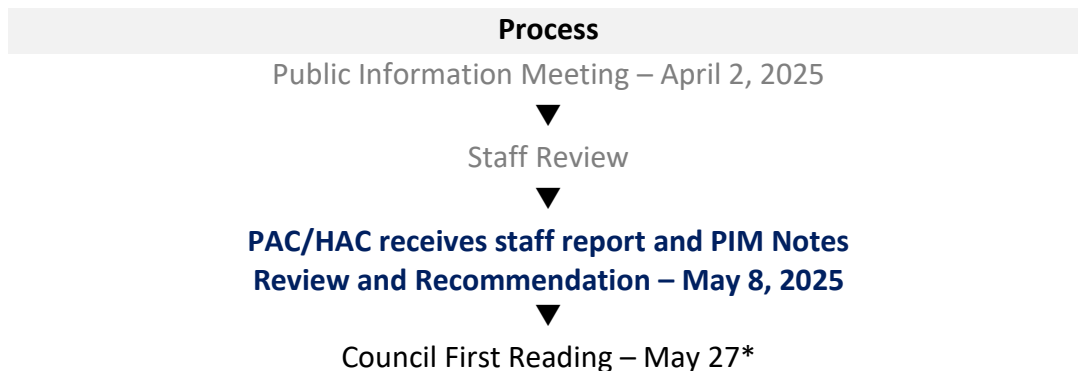 Process
Public Information Meeting – April 2, 2025
Staff Review
PAC/HAC receives staff report and PIM Notes
Review and Recommendation – May 8, 2025
Council First Reading – May 27*